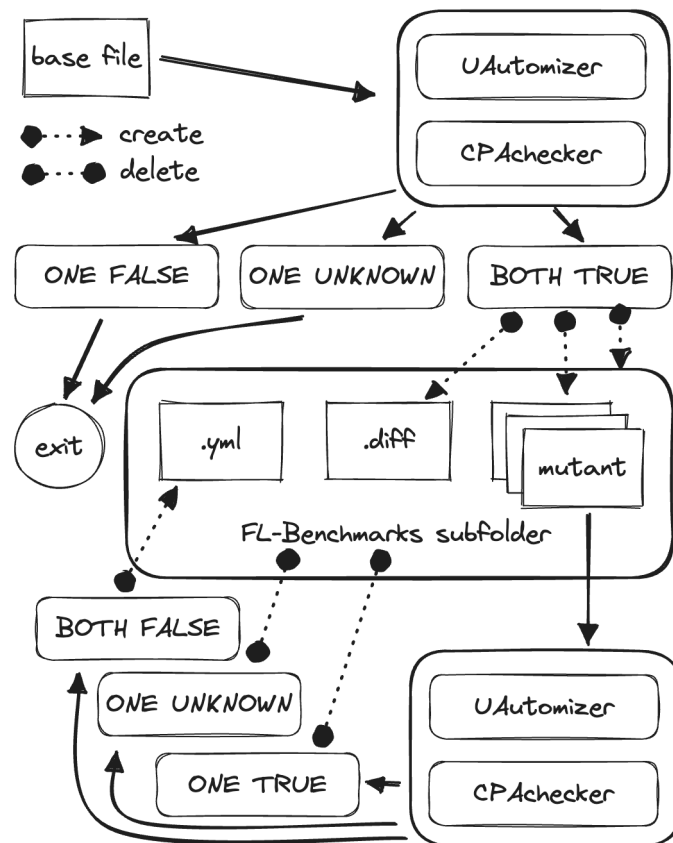 base file
UAutomizer
CPAchecker
create
delete
ONE FALSE
ONE UNKNOWN
BOTH TRUE
exit
.yml
.diff
mutant
FL-Benchmarks subfolder
BOTH FALSE
ONE UNKNOWN
ONE TRUE
UAutomizer
CPAchecker